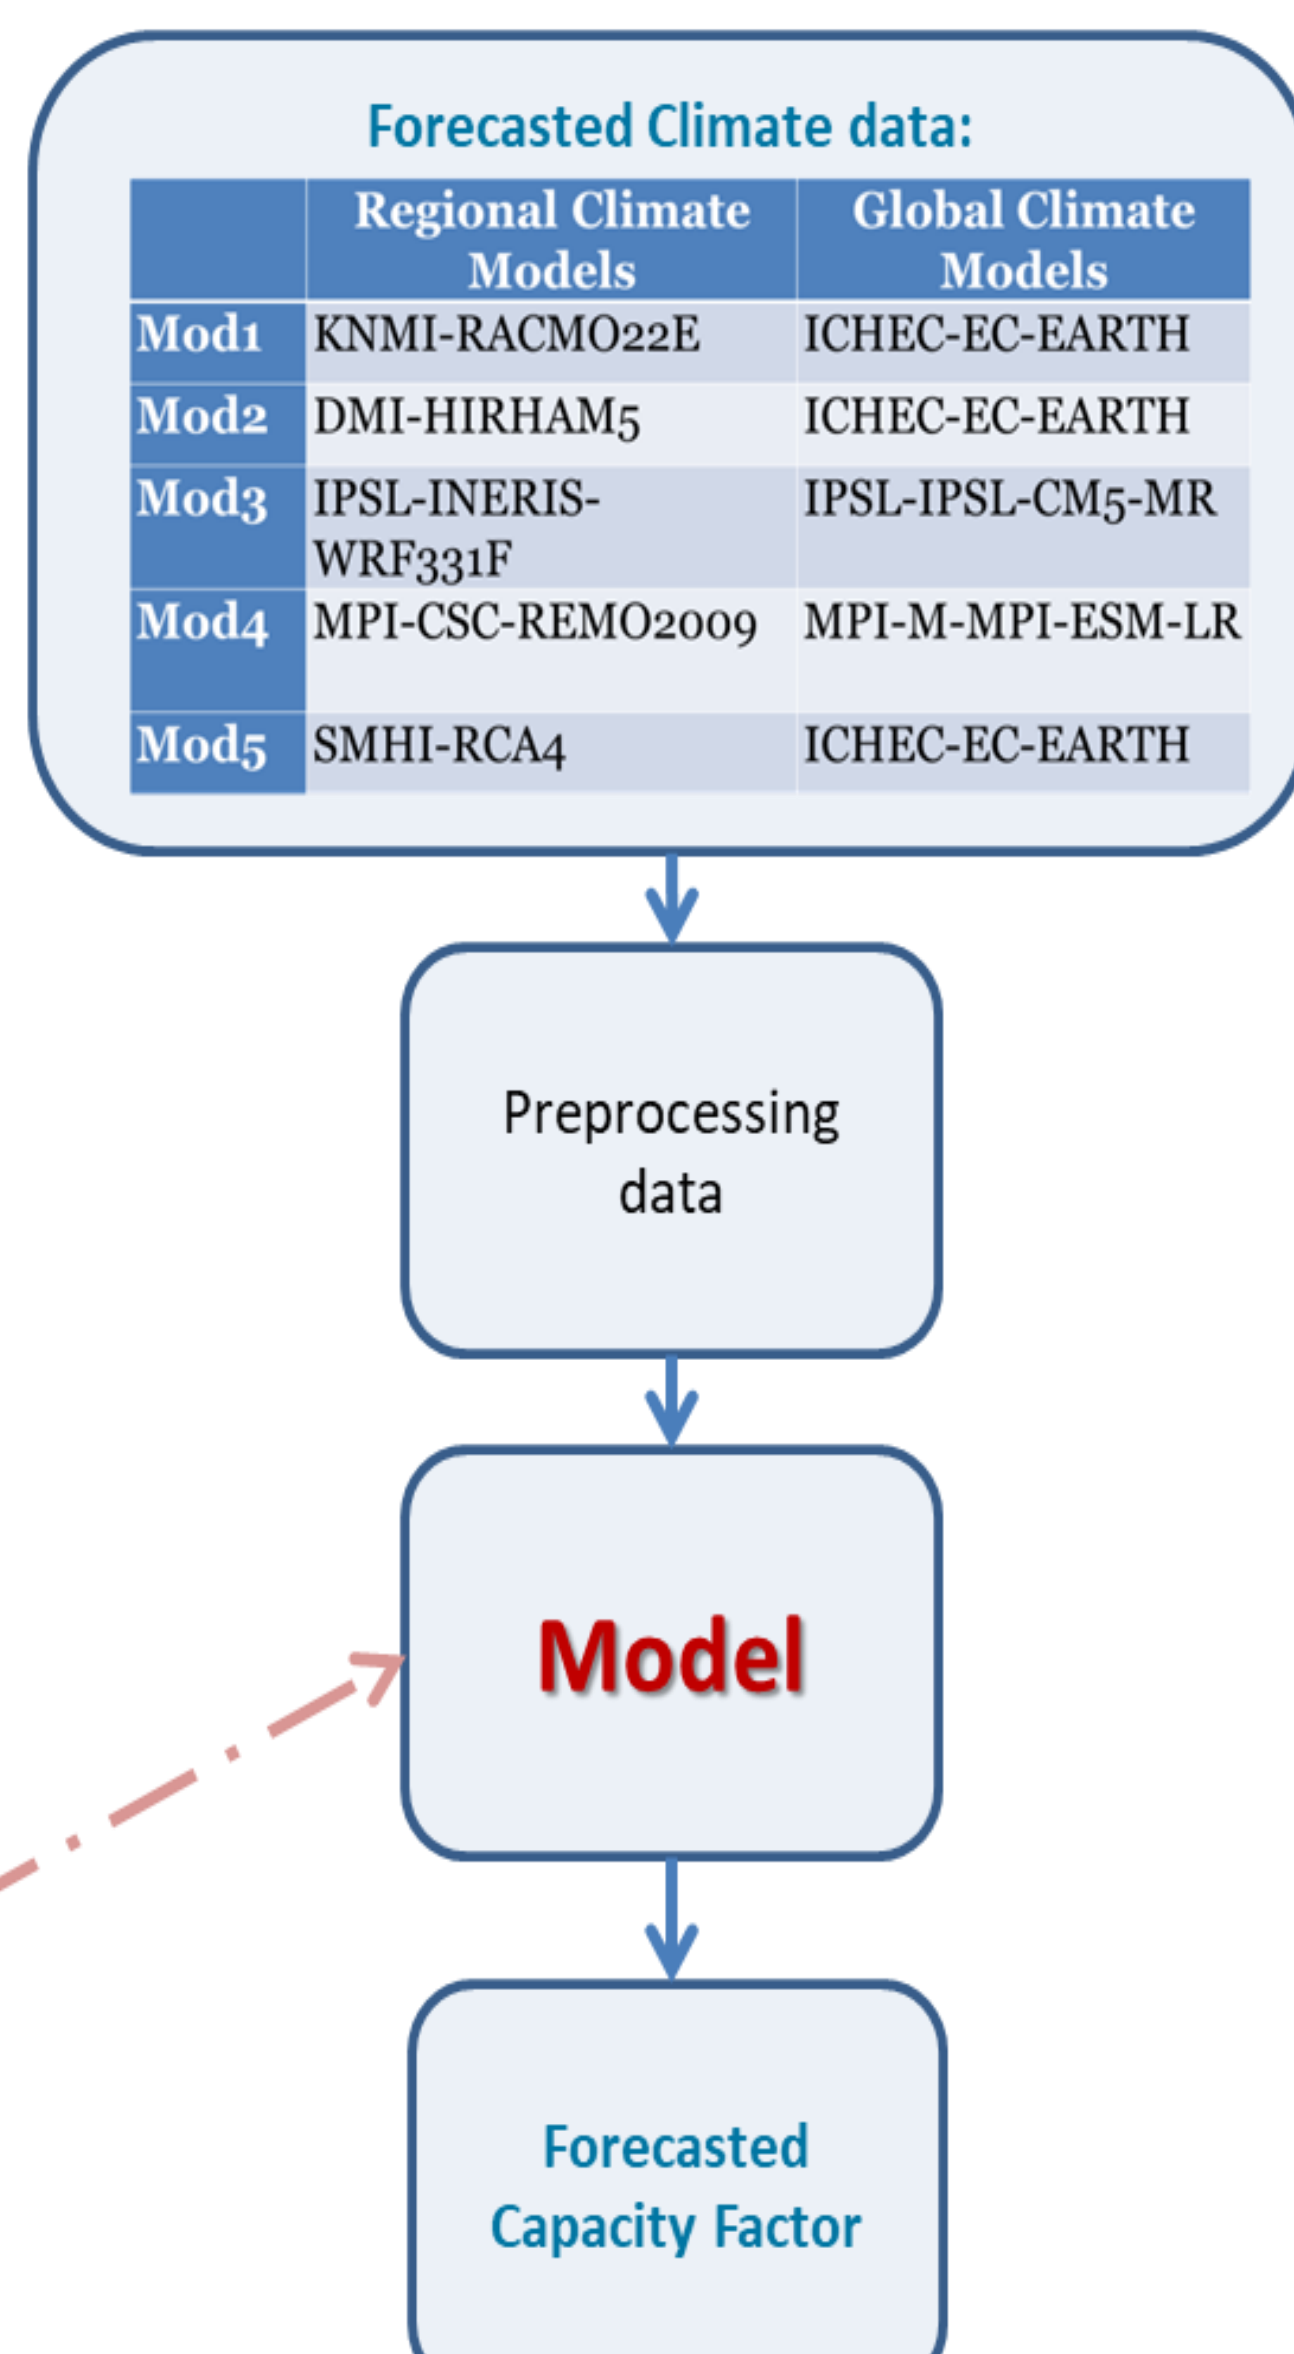 Forecasted Climate data:
Regional Climate Models Global Climate Models
Mod1 KNMI-RACMO22E ICHEC-EC-EARTH
Mod2 DMI-HIRHAM5 ICHEC-EC-EARTH
Mod3 IPSL-INERIS- IPSL-IPSL-CM5-MR
WRF331F
Mod4 MPI-CSC-REMO2009 MPI-M-MPI-ESM-LR
Mod5 SMHI-RCA4 ICHEC-EC-EARTH
Preprocessing
data
Model
Forecasted
Capacity Factor